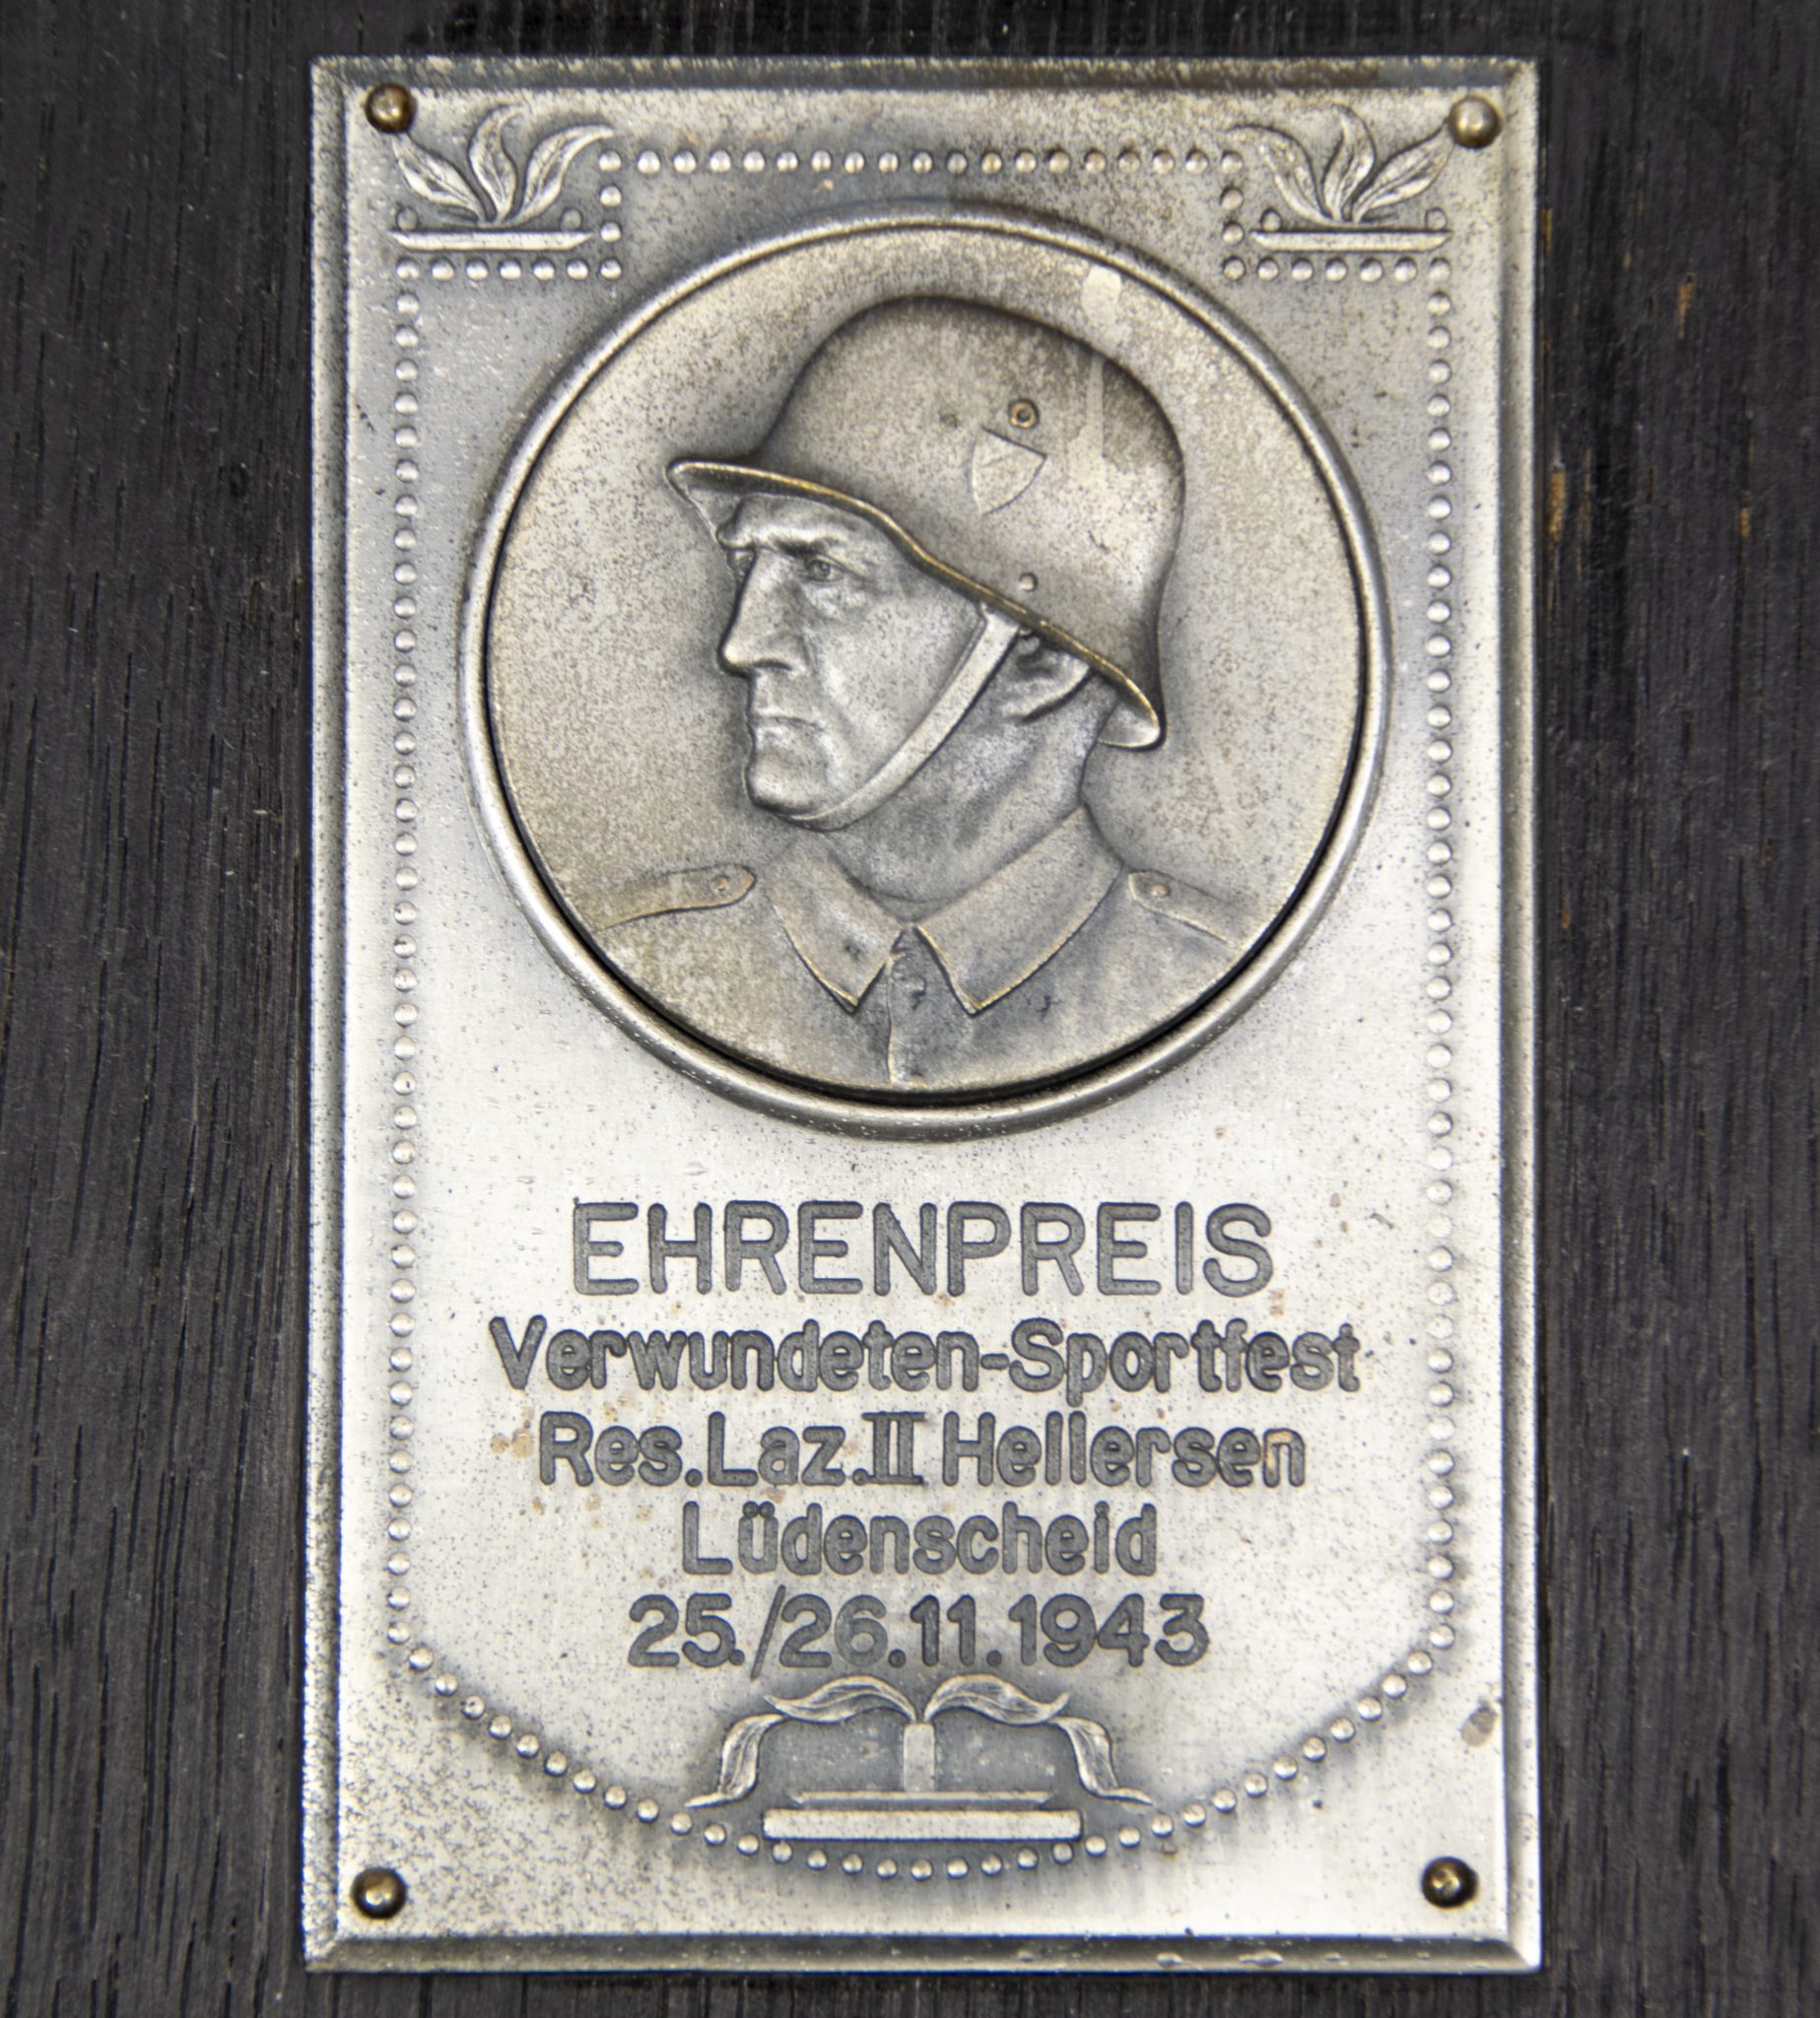 EHRENPREIS
Verwundeten-Sportfest
Res.Laz.II Hellersen
Lüdenscheid
25./26.11.1943